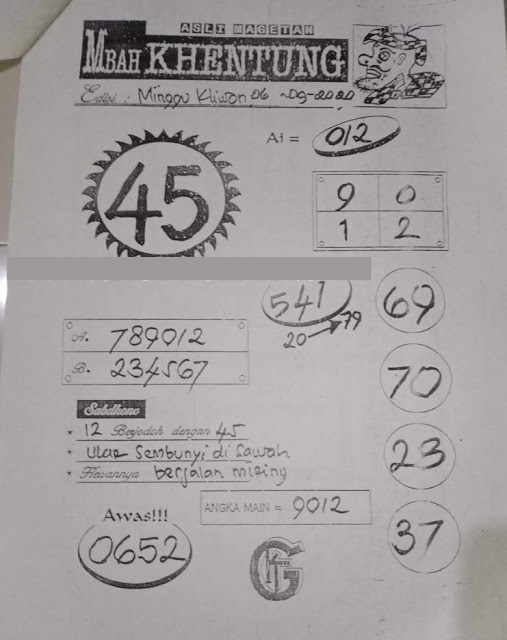 ASLI MAGETAN
MBAH KHENTUNG
Edisi : Minggu Kliwon, 06 -09-2020
Ai = 012
45
9 0
1 2
541
20 → 79
69
A. 789012
B. 234567
70
Sabdhono
* 12 Berjodoh dengan 45
* Ular Sembunyi di Sawah
* berjalan miring
23
ANGKA MAIN = 9012
Awas!!!
0652
37